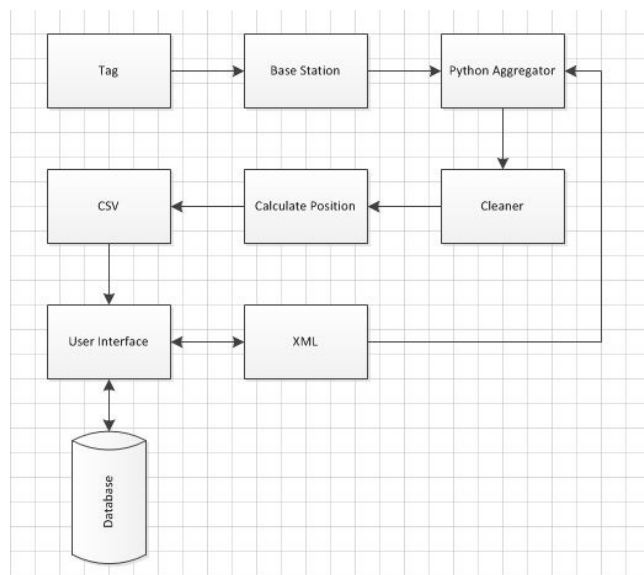 Tag
Base Station
Python Aggregator
CSV
Calculate Position
Cleaner
User Interface
XML
Database